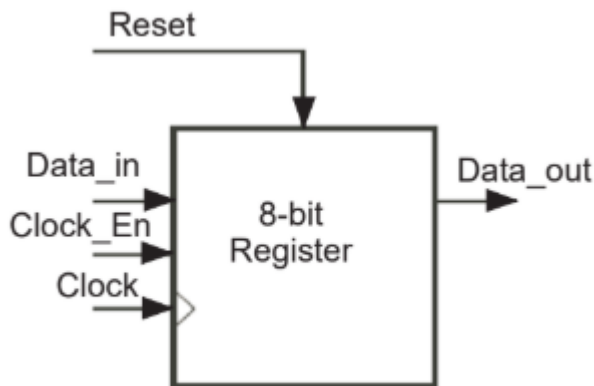 Reset
Data_in
Data_out
Clock_En
8-bit
Register
Clock